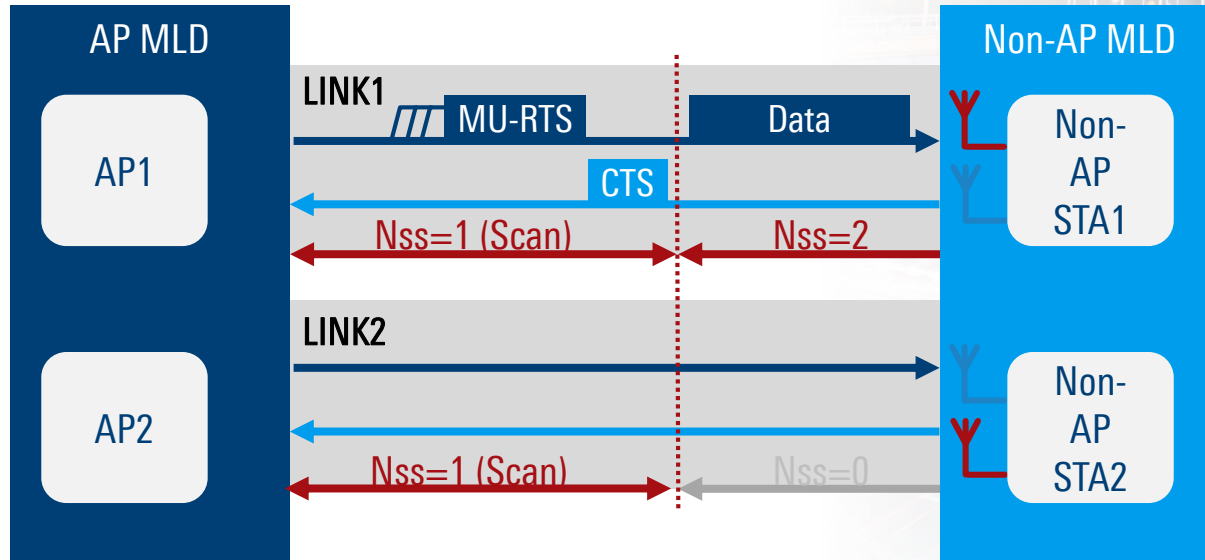 AP MLD
Non-AP MLD
LINK1
MU-RTS
Data
CTS
AP1
Non-
AP
STA1
Nss=1 (Scan)
Nss=2
LINK2
AP2
Non-
AP
STA2
Nss=1 (Scan)
Nss=0